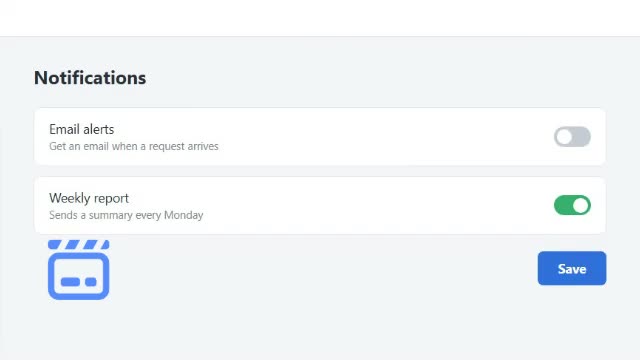 Notifications
Email alerts
Get an email when a request arrives
Weekly report
Sends a summary every Monday
Save